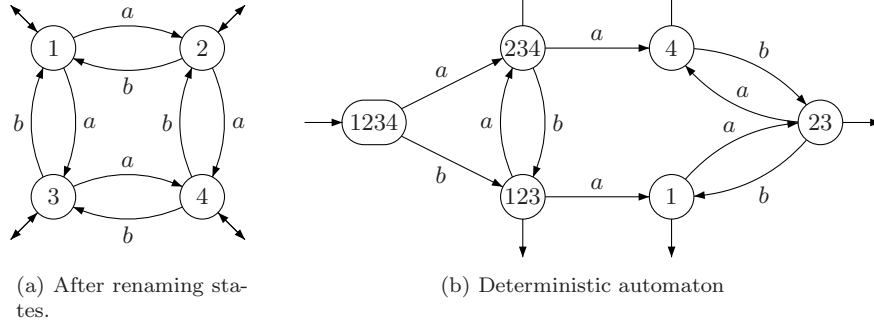 a
1
2
b
b
a
b
a
a
3
4
b
(a) After renaming sta-
tes.
234
a
4
b
a
a
1234
a
b
23
a
b
123
a
1
b
(b) Deterministic automaton